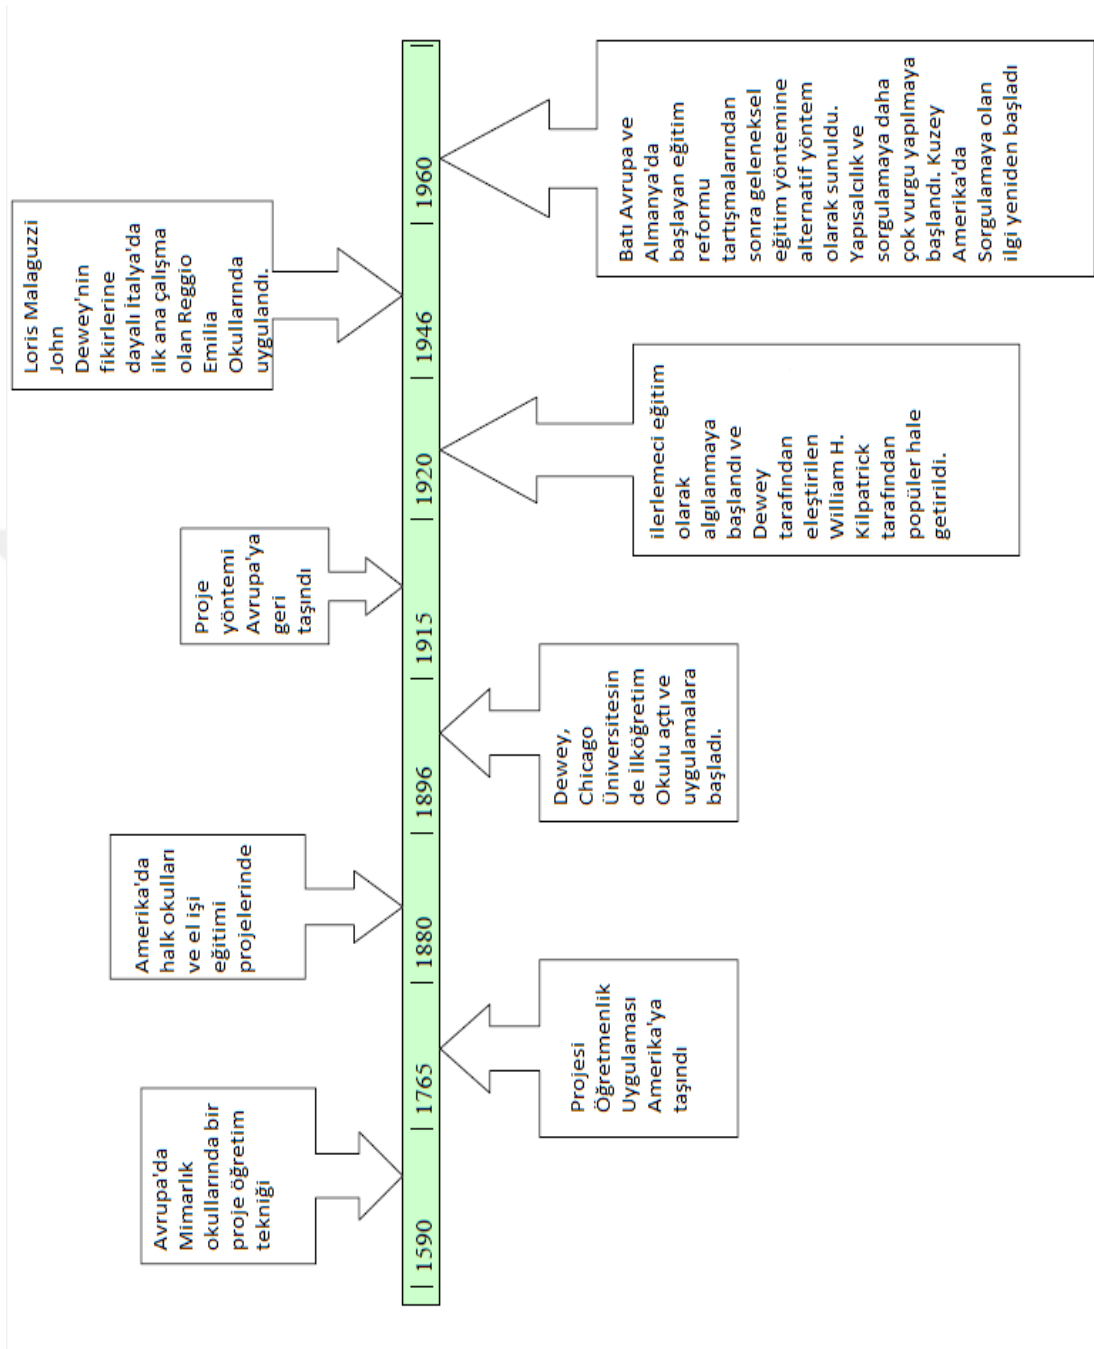 Avrupa'da
Mimarlık
okullarında bir
proje öğretim
tekniği
Amerika'da
halk okulları
ve el işi
eğitimi
projelerinde
Proje
yöntemi
Avrupa'ya
geri
taşındı
Loris Malaguzzi
John
Dewey'nin
fikirlerine
dayalı İtalya'da
ilk ana çalışma
olan Reggio
Emilia
Okullarında
uygulandı.
| 1590 | 1765 | 1880 | 1896 | 1915 | 1920 | 1946 | 1960 |
Projesi
Öğretmenlik
Uygulaması
Amerika'ya
taşındı
Dewey,
Chicago
Üniversitesin
de İlköğretim
Okulu açtı ve
uygulamalara
başladı.
ilerlemeci eğitim
olarak
algılanmaya
başlandı ve
Dewey
tarafından
eleştirilen
William H.
Kilpatrick
tarafından
popüler hale
getirildi.
Batı Avrupa ve
Almanya'da
başlayan eğitim
reformu
tartışmalarından
sonra geleneksel
eğitim yöntemine
alternatif yöntem
olarak sunuldu.
Yapısalcılık ve
sorgulamaya daha
çok vurgu yapılmaya
başlandı. Kuzey
Amerika'da
Sorgulamaya olan
ilgi yeniden başladı